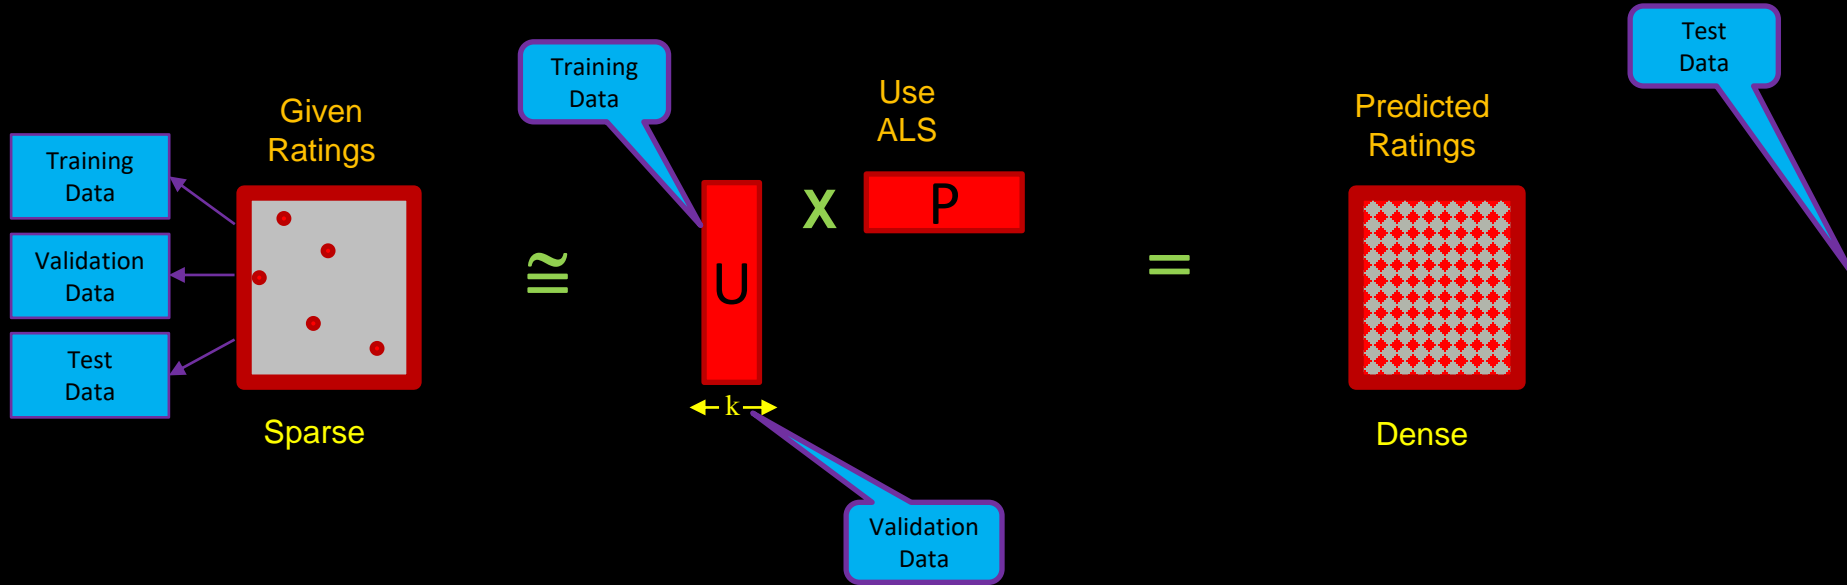 Training
Data
Validation
Data
Test
Data
Given
Ratings
Sparse
≅
Training
Data
U
k
Validation
Data
X
Use
ALS
P
=
Predicted
Ratings
Dense
Test
Data